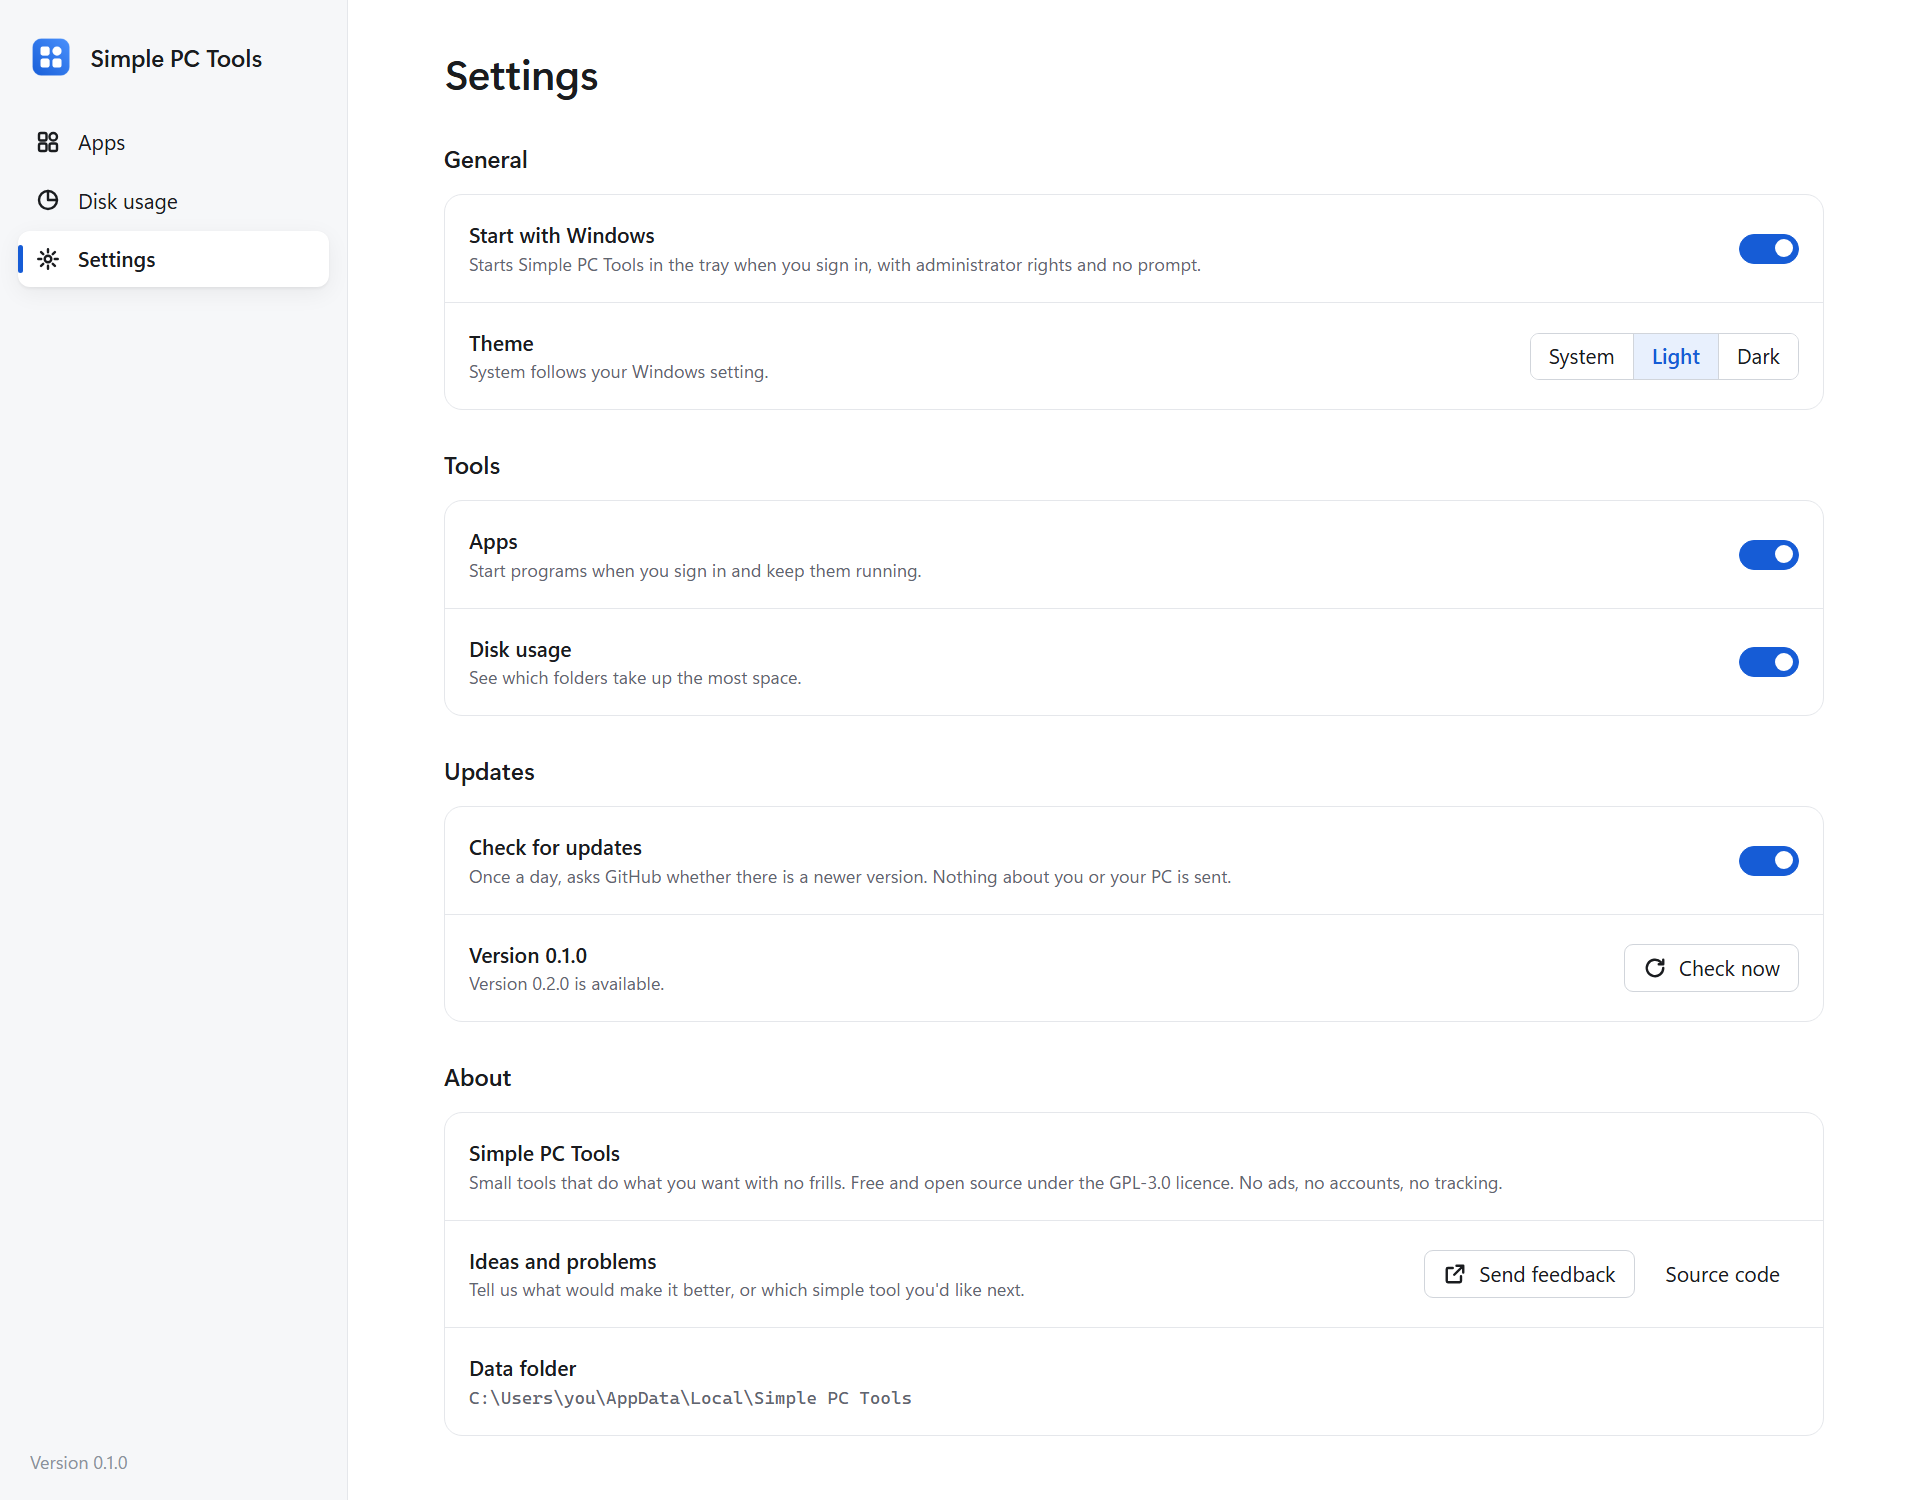 Simple PC Tools
Apps
Disk usage
Settings
Version 0.1.0
Settings
General
Start with Windows
Starts Simple PC Tools in the tray when you sign in, with administrator rights and no prompt.
Theme
System follows your Windows setting.
System Light Dark
Tools
Apps
Start programs when you sign in and keep them running.
Disk usage
See which folders take up the most space.
Updates
Check for updates
Once a day, asks GitHub whether there is a newer version. Nothing about you or your PC is sent.
Version 0.1.0
Version 0.2.0 is available.
Check now
About
Simple PC Tools
Small tools that do what you want with no frills. Free and open source under the GPL-3.0 licence. No ads, no accounts, no tracking.
Ideas and problems
Tell us what would make it better, or which simple tool you'd like next.
Send feedback Source code
Data folder
C:\Users\you\AppData\Local\Simple PC Tools